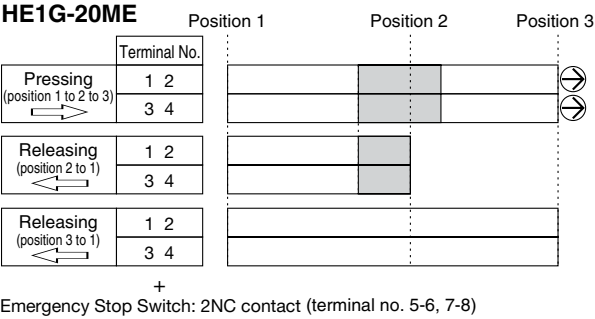 HE1G-20ME
Position 1 Position 2 Position 3
Terminal No.
Pressing
(position 1 to 2 to 3)
1 2
3 4
Releasing
(position 2 to 1)
1 2
3 4
Releasing
(position 3 to 1)
1 2
3 4
+
Emergency Stop Switch: 2NC contact (terminal no. 5-6, 7-8)